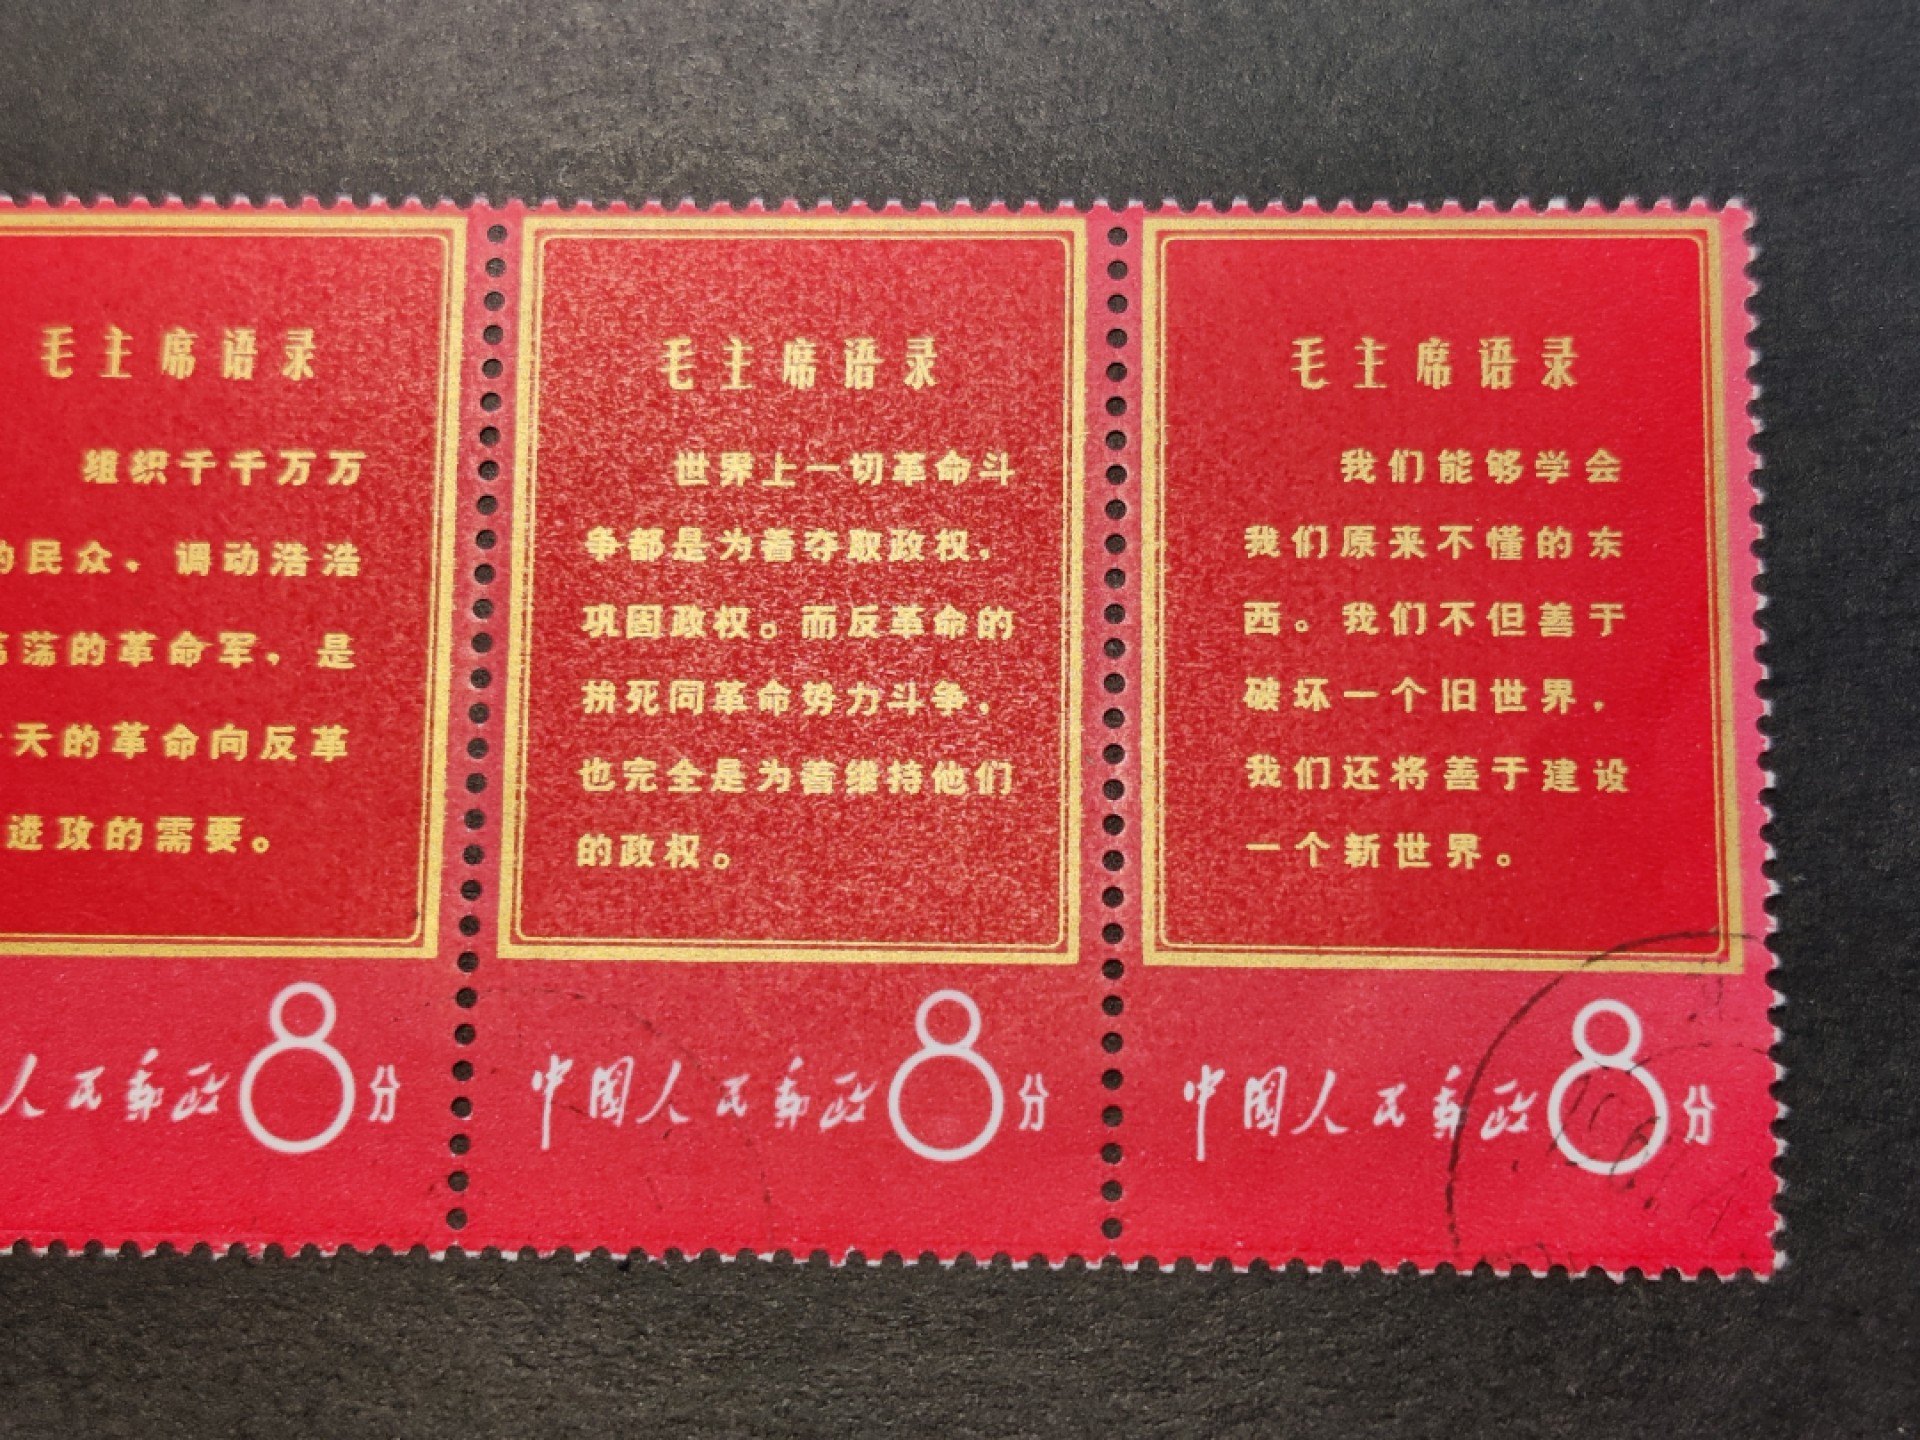 毛主席语录
组织千千万万
的民众，调动浩浩
荡荡的革命军，是
天的革命向反革
进攻的需要。
人民邮政8分
毛主席语录
世界上一切革命斗
争都是为着夺取政权，
巩固政权。而反革命的
拚死同革命势力斗争，
也完全是为着维持他们
的政权。
中国人民邮政8分
毛主席语录
我们能够学会
我们原来不懂的东
西。我们不但善于
破坏一个旧世界，
我们还将善于建设
一个新世界。
中国人民邮政8分